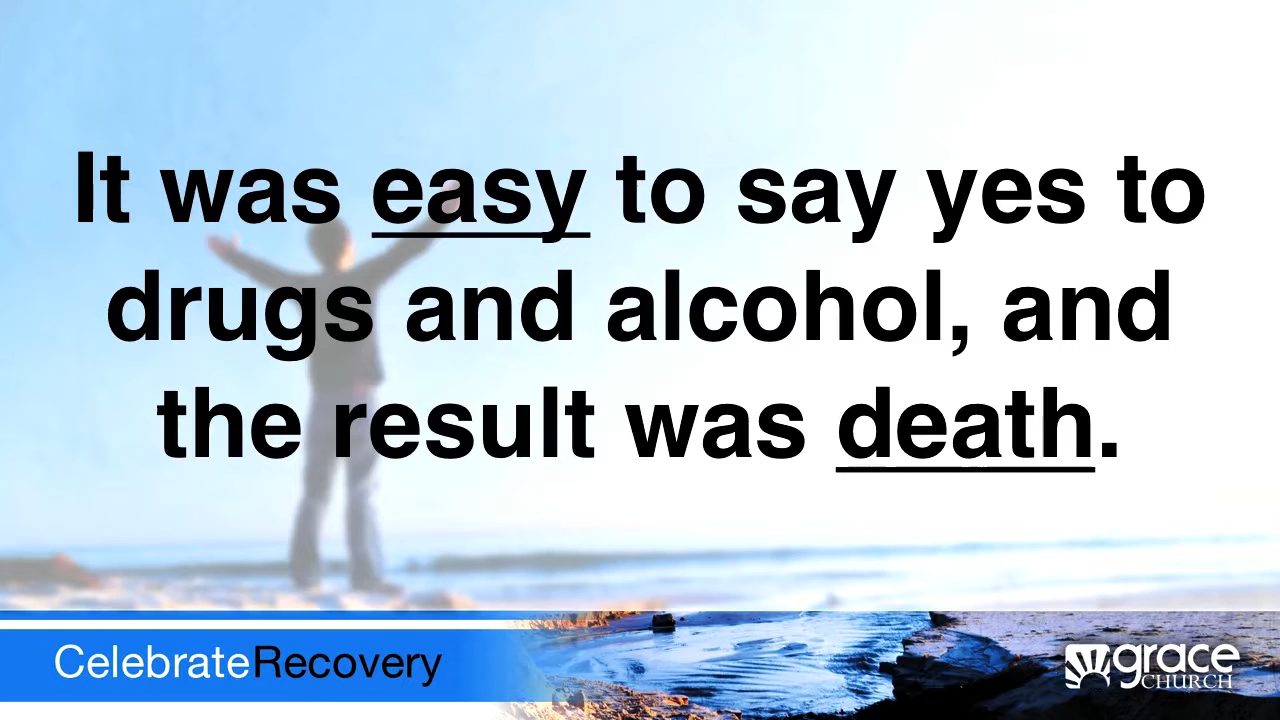 It was easy to say yes to
drugs and alcohol, and
the result was death.
CelebrateRecovery
grace
CHURCH